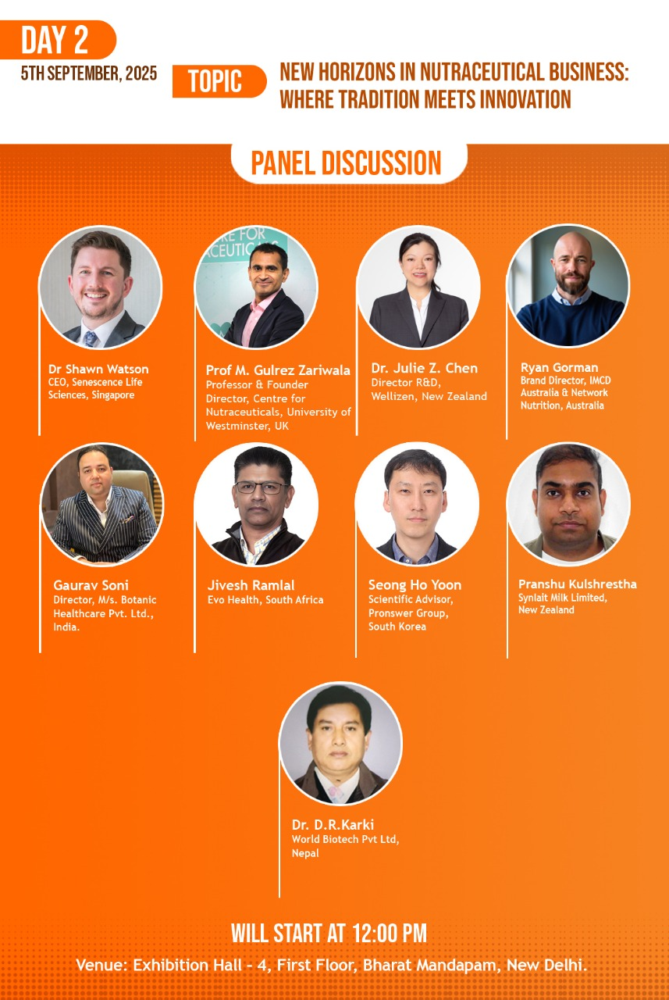 DAY 2
5TH SEPTEMBER, 2025
TOPIC
NEW HORIZONS IN NUTRACEUTICAL BUSINESS:
WHERE TRADITION MEETS INNOVATION
PANEL DISCUSSION
RE FOR
ACEUTIC
Dr Shawn Watson
CEO, Senescence Life
Sciences, Singapore
Prof M. Gulrez Zariwala
Professor & Founder
Director, Centre for
Nutraceuticals, University of
Westminster, UK
Dr. Julie Z. Chen
Director R&D,
Wellizen, New Zealand
Ryan Gorman
Brand Director, IMCD
Australia & Network
Nutrition, Australia
Gaurav Soni
Director, M/s. Botanic
Healthcare Pvt. Ltd.,
India.
Jivesh Ramlal
Evo Health, South Africa
Seong Ho Yoon
Scientific Advisor,
Pronswer Group,
South Korea
Pranshu Kulshrestha
Synlait Milk Limited,
New Zealand
Dr. D.R.Karki
World Biotech Pvt Ltd,
Nepal
WILL START AT 12:00 PM
Venue: Exhibition Hall - 4, First Floor, Bharat Mandapam, New Delhi.